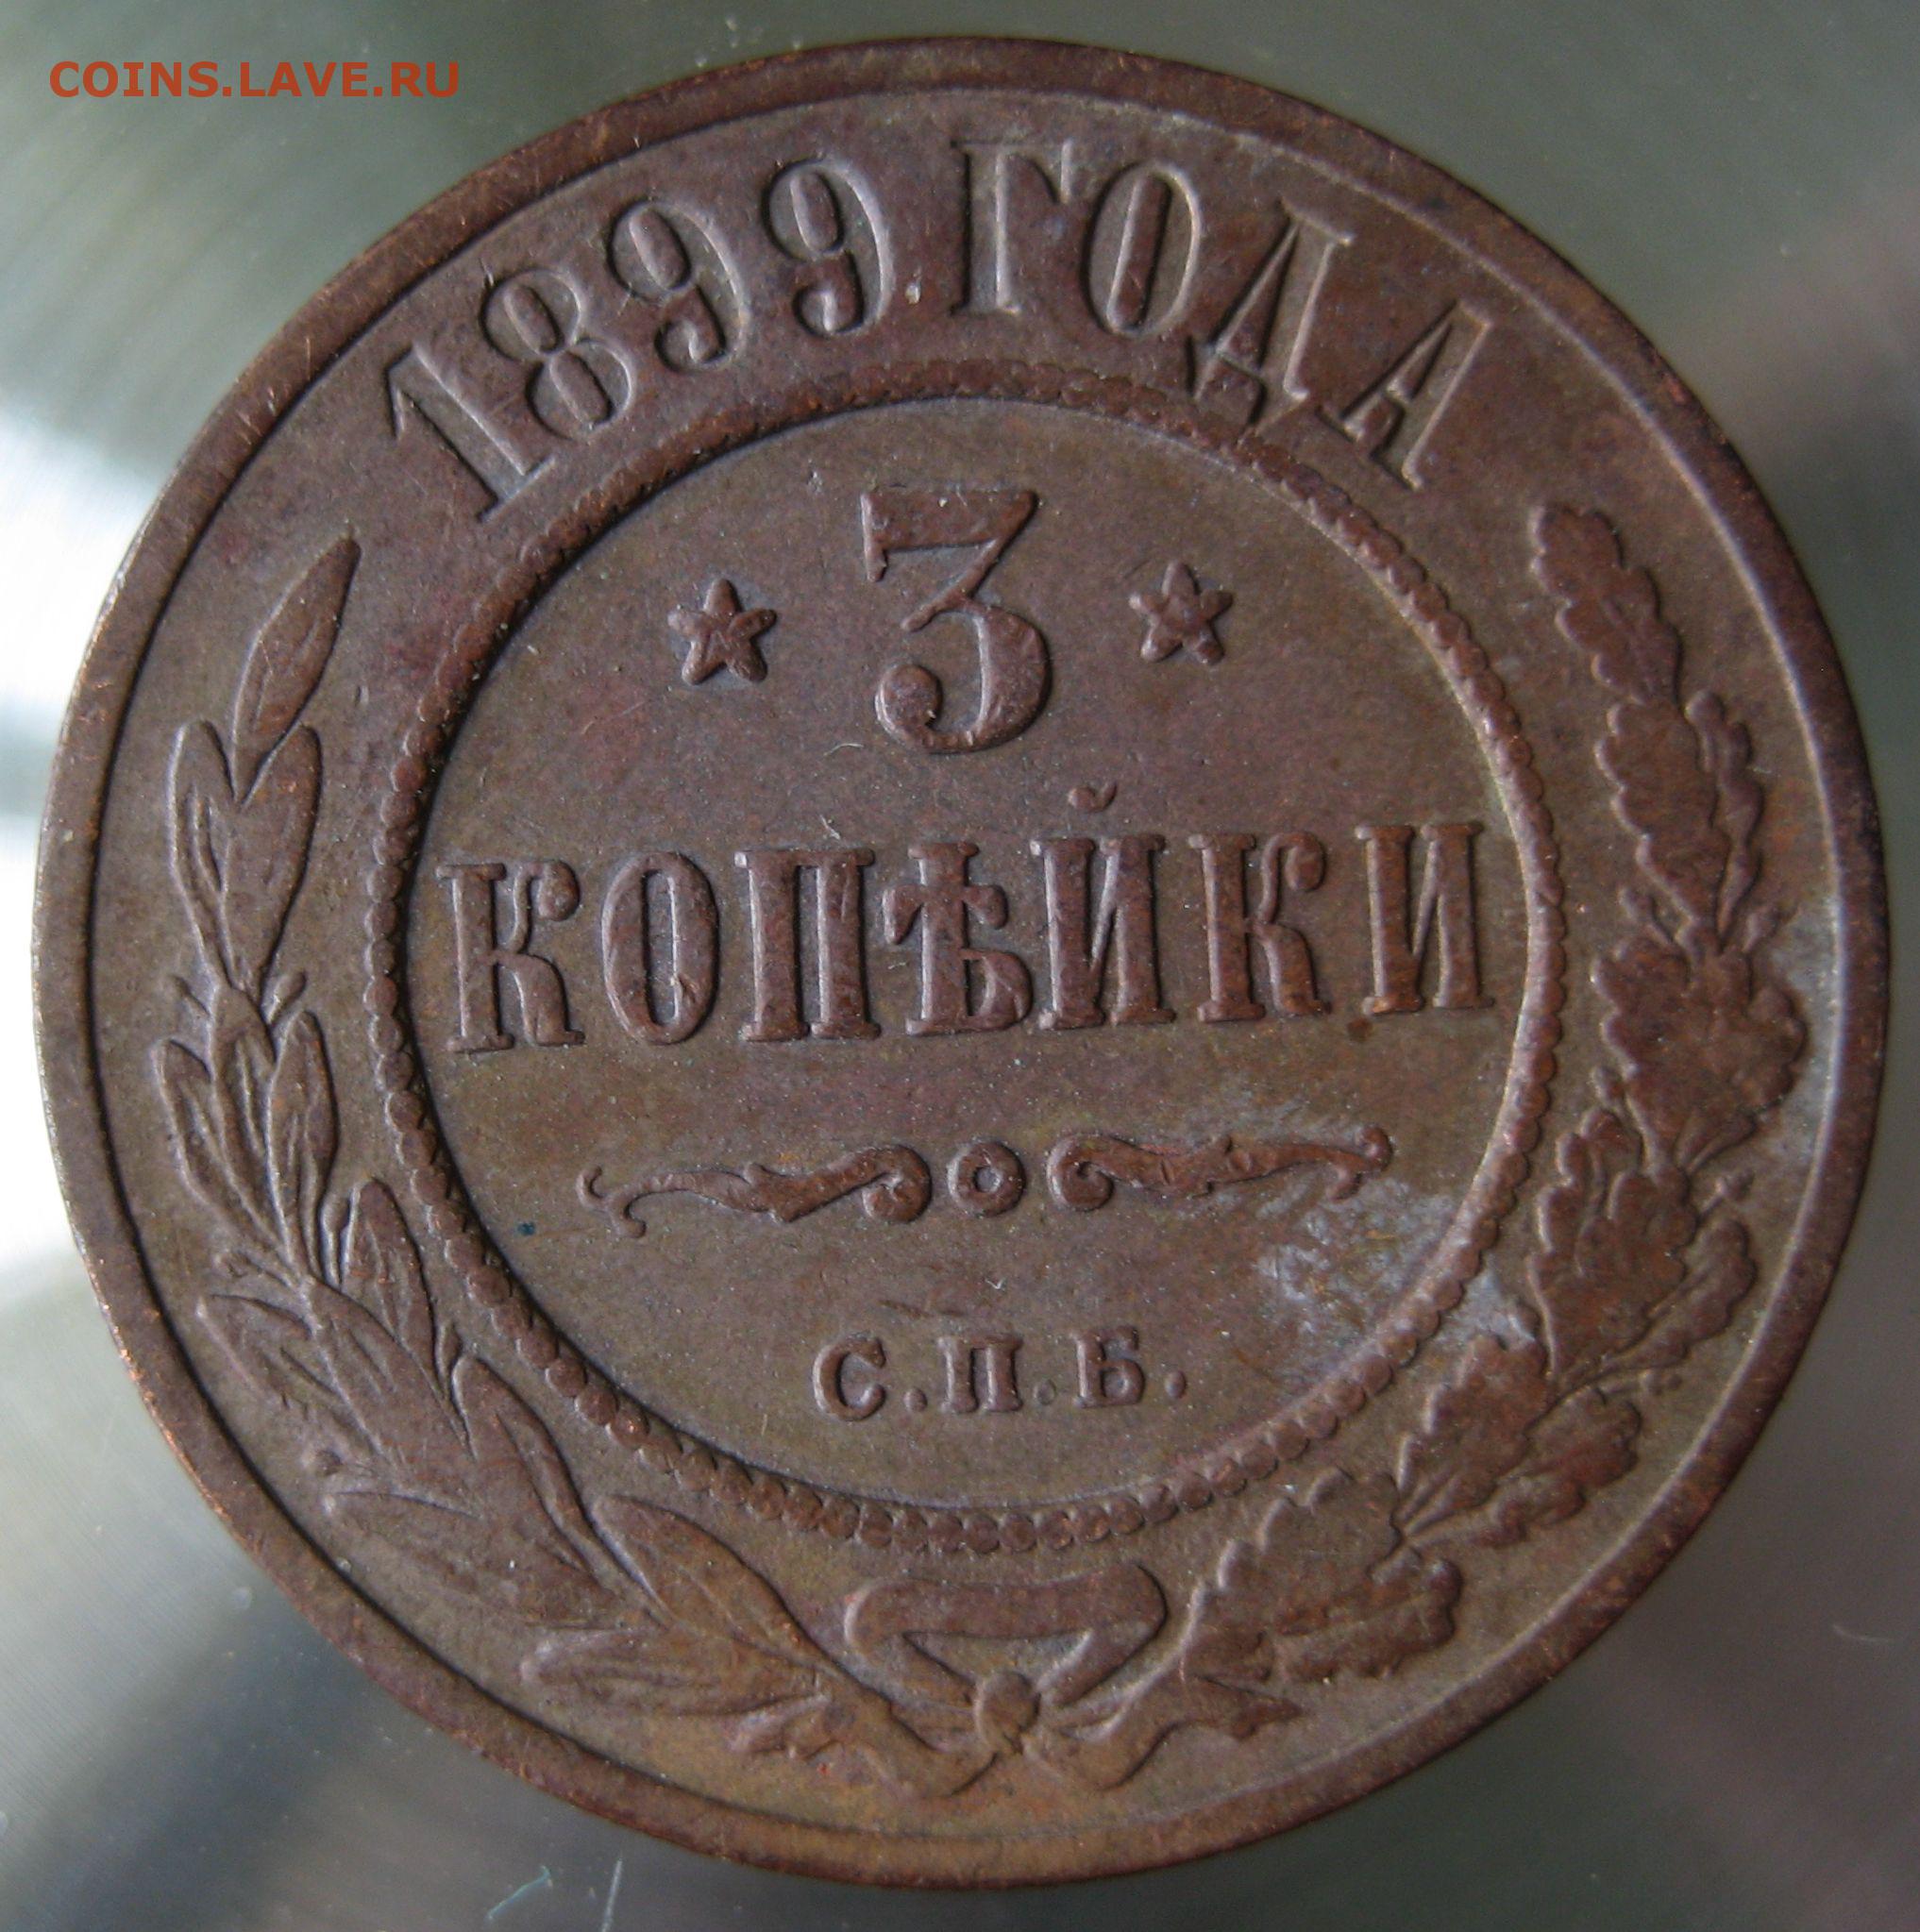 COINS.LAVE.RU
1899 ГОДА
3
КОПѢЙКИ
С.П.Б.